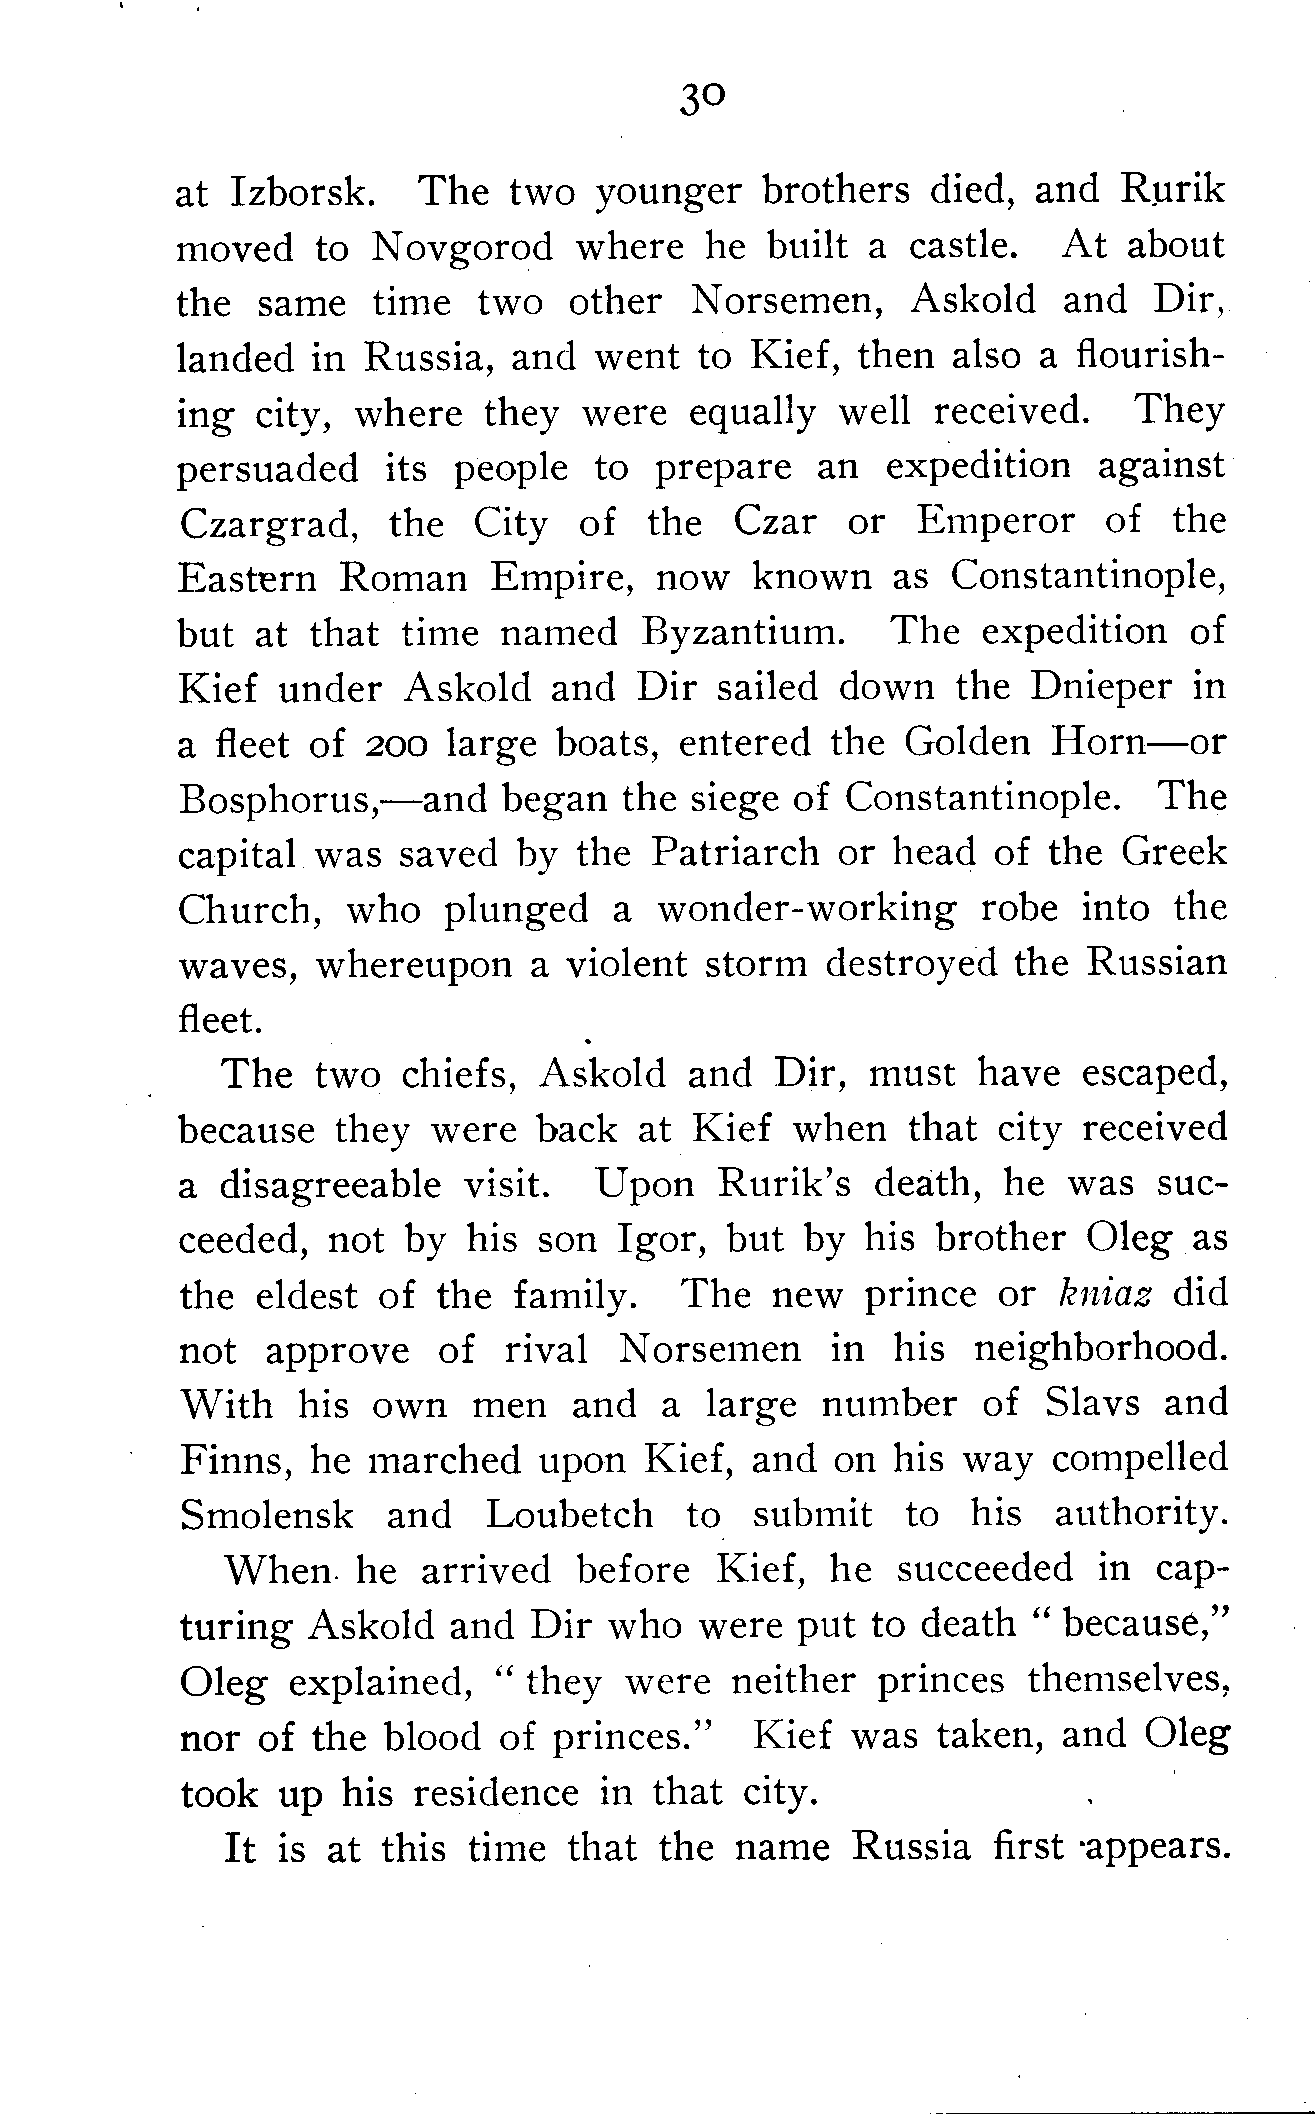 30
at Izborsk. The two younger brothers died, and Rurik
moved to Novgorod where he built a castle. At about
the same time two other Norsemen, Askold and Dir,
landed in Russia, and went to Kief, then also a flourish-
ing city, where they were equally well received. They
persuaded its people to prepare an expedition against
Czargrad, the City of the Czar or Emperor of the
Eastern Roman Empire, now known as Constantinople,
but at that time named Byzantium. The expedition of
Kief under Askold and Dir sailed down the Dnieper in
a fleet of 200 large boats, entered the Golden Horn—or
Bosphorus,—and began the siege of Constantinople. The
capital was saved by the Patriarch or head of the Greek
Church, who plunged a wonder-working robe into the
waves, whereupon a violent storm destroyed the Russian
fleet.
The two chiefs, Askold and Dir, must have escaped,
because they were back at Kief when that city received
a disagreeable visit. Upon Rurik's death, he was suc-
ceeded, not by his son Igor, but by his brother Oleg as
the eldest of the family. The new prince or kniaz did
not approve of rival Norsemen in his neighborhood.
With his own men and a large number of Slavs and
Finns, he marched upon Kief, and on his way compelled
Smolensk and Loubetch to submit to his authority.
When he arrived before Kief, he succeeded in cap-
turing Askold and Dir who were put to death " because,"
Oleg explained, " they were neither princes themselves,
nor of the blood of princes." Kief was taken, and Oleg
took up his residence in that city.
It is at this time that the name Russia first appears.